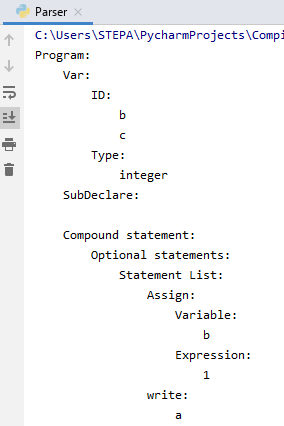 Parser ×
C:\Users\STEPA\PycharmProjects\Compi
Program:
Var:
ID:
b
c
Type:
integer
SubDeclare:
Compound statement:
Optional statements:
Statement List:
Assign:
Variable:
b
Expression:
1
write:
a